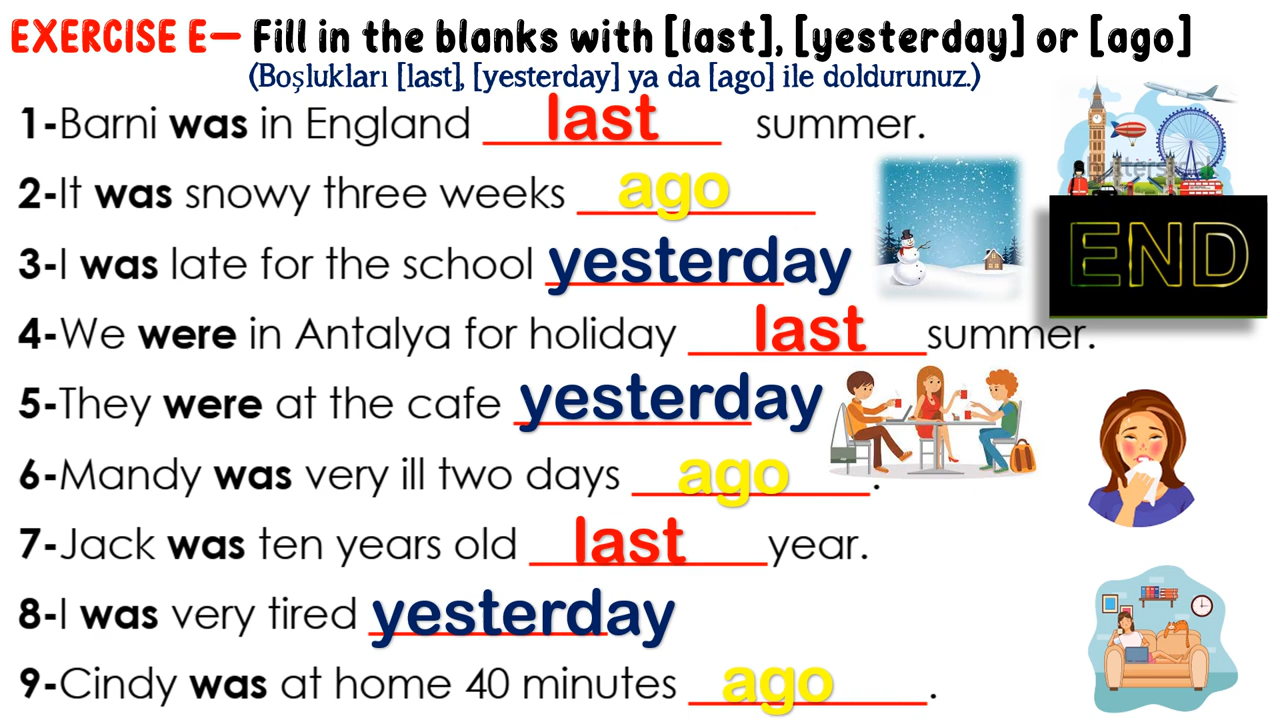 EXERCISE E— Fill in the blanks with [last], [yesterday] or [ago]
(Boşlukları [last], [yesterday] ya da [ago] ile doldurunuz.)
1-Barni was in England last summer.
2-It was snowy three weeks ago
3-I was late for the school yesterday
END
4-We were in Antalya for holiday last summer.
5-They were at the cafe yesterday
6-Mandy was very ill two days ago.
7-Jack was ten years old last year.
8-I was very tired yesterday
9-Cindy was at home 40 minutes ago.